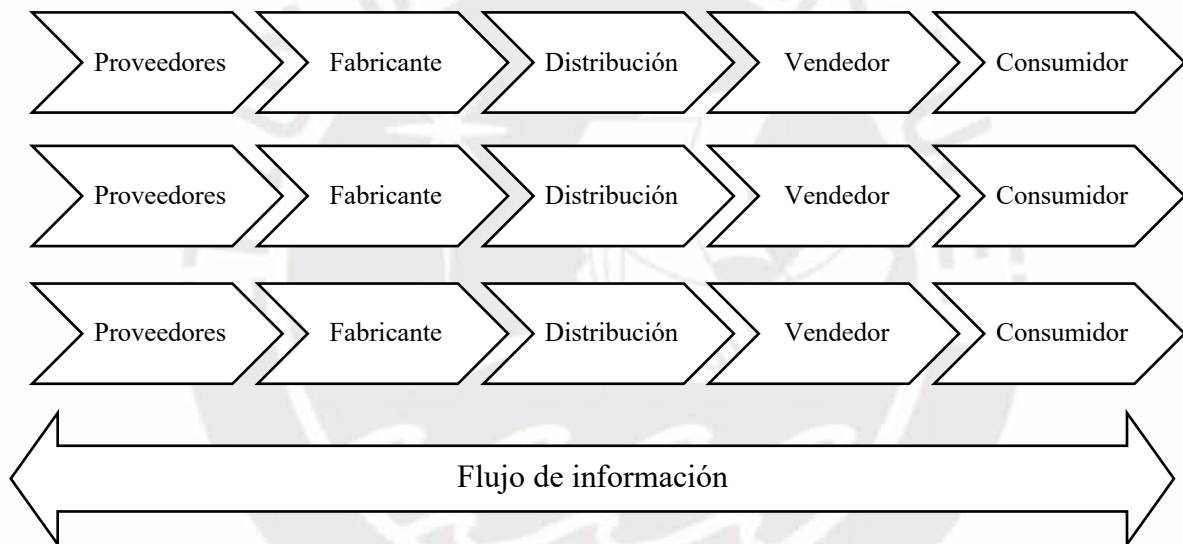 Proveedores Fabricante Distribución Vendedor Consumidor
Proveedores Fabricante Distribución Vendedor Consumidor
Proveedores Fabricante Distribución Vendedor Consumidor
Flujo de información